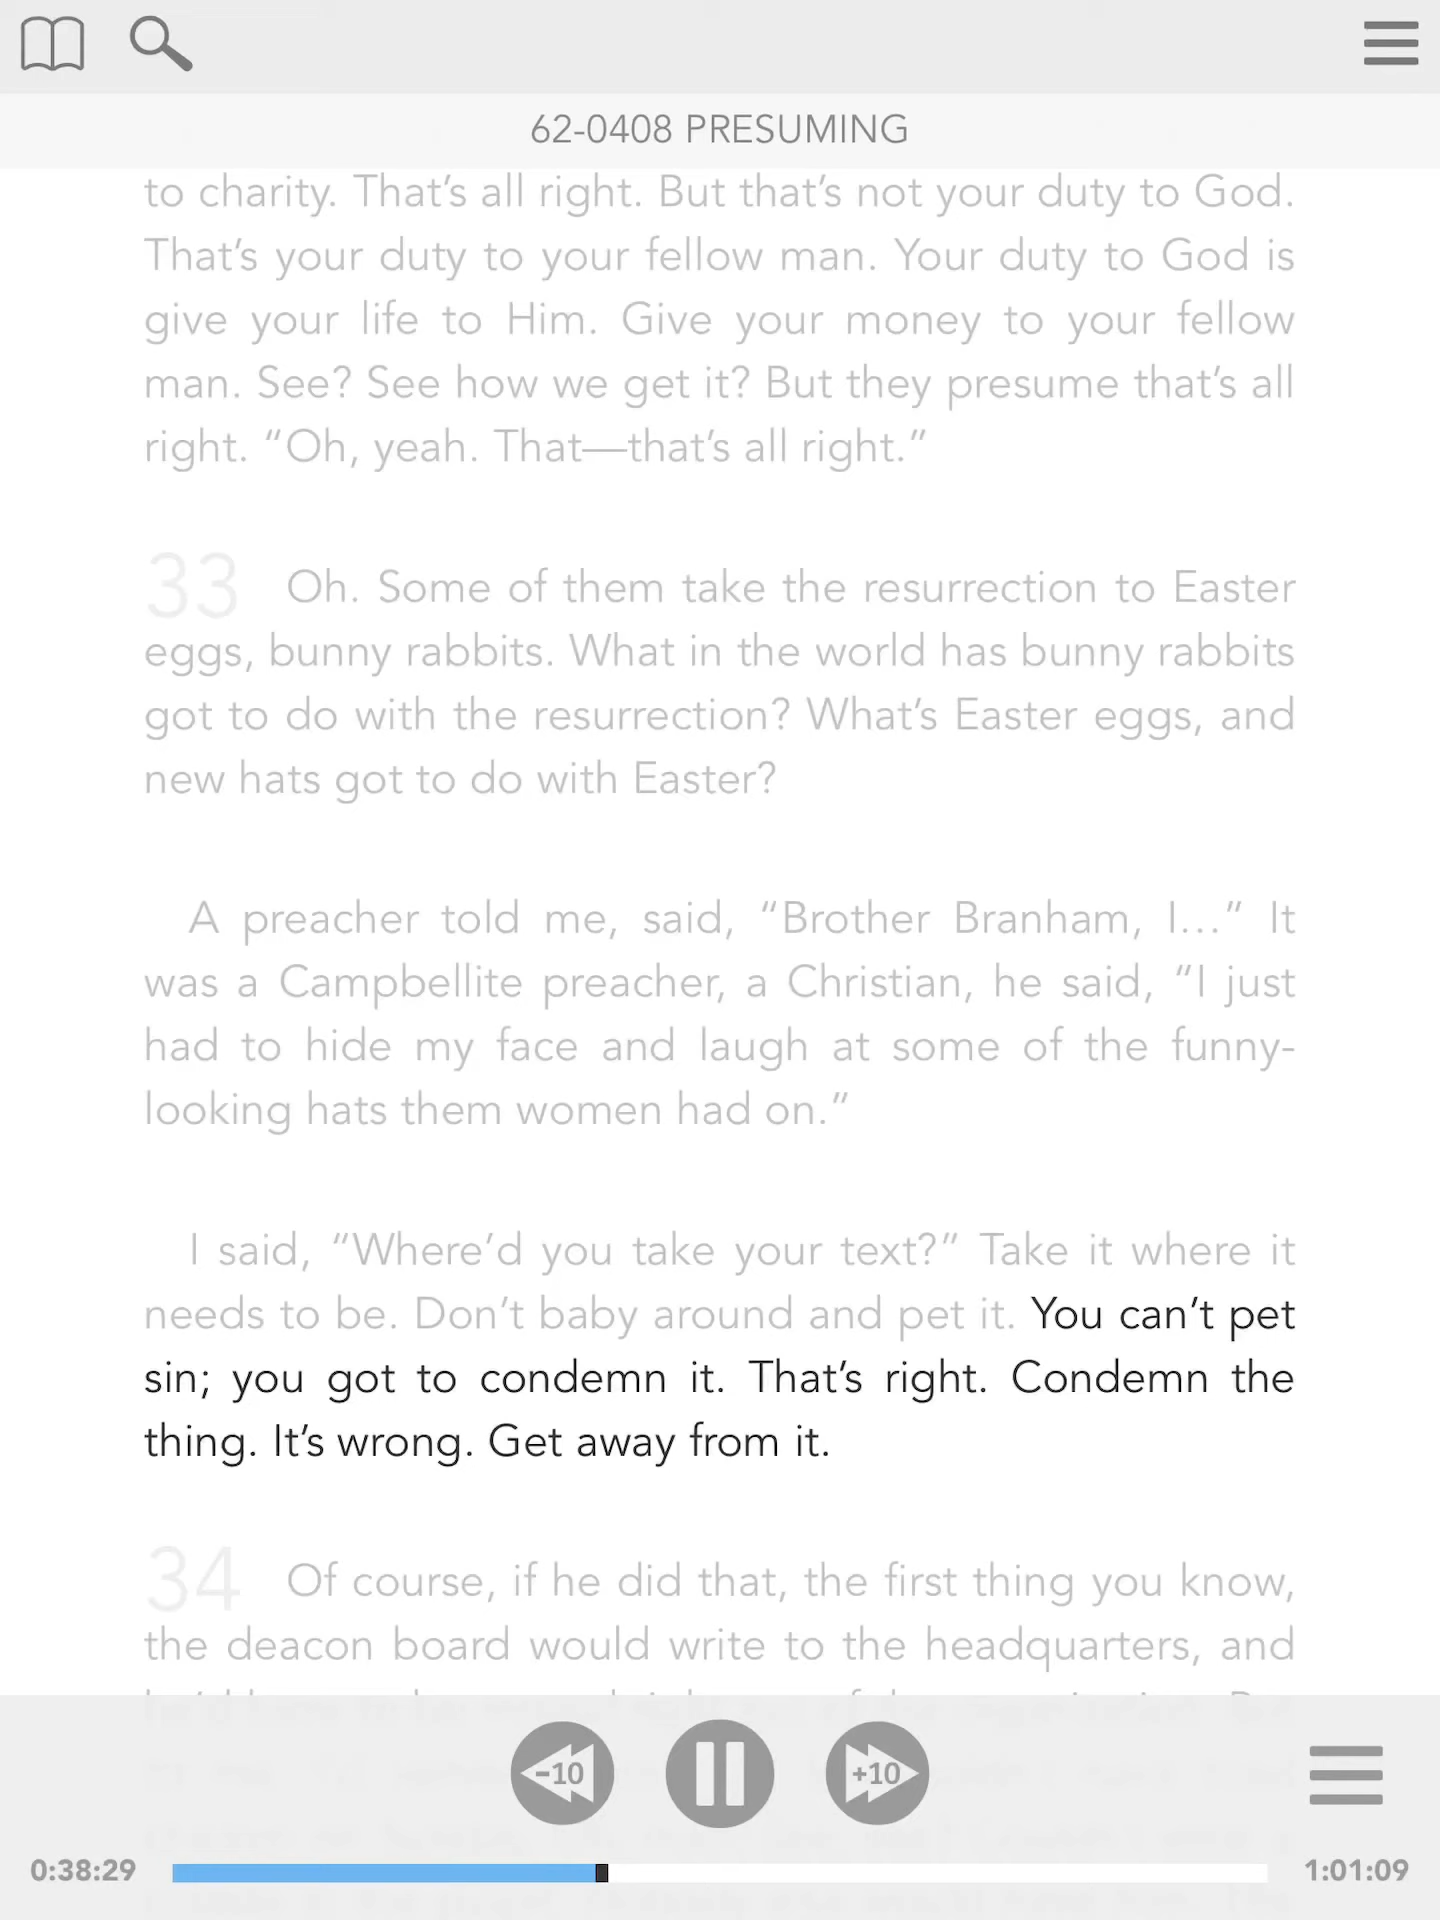 62-0408 PRESUMING
to charity. That’s all right. But that’s not your duty to God.
That’s your duty to your fellow man. Your duty to God is
give your life to Him. Give your money to your fellow
man. See? See how we get it? But they presume that’s all
right. “Oh, yeah. That—that’s all right.”
33 Oh. Some of them take the resurrection to Easter
eggs, bunny rabbits. What in the world has bunny rabbits
got to do with the resurrection? What’s Easter eggs, and
new hats got to do with Easter?
A preacher told me, said, “Brother Branham, I…” It
was a Campbellite preacher, a Christian, he said, “I just
had to hide my face and laugh at some of the funny-
looking hats them women had on.”
I said, “Where’d you take your text?” Take it where it
needs to be. Don’t baby around and pet it. You can’t pet
sin; you got to condemn it. That’s right. Condemn the
thing. It’s wrong. Get away from it.
34 Of course, if he did that, the first thing you know,
the deacon board would write to the headquarters, and
-10 +10
0:38:29 1:01:09